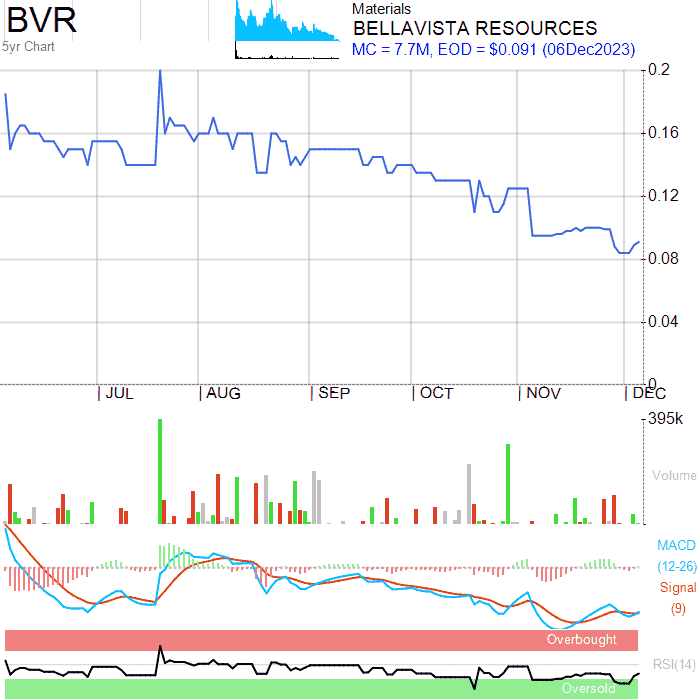 BVR
5yr Chart
Materials
BELLAVISTA RESOURCES
MC = 7.7M, EOD = $0.091 (06Dec2023)
0.2
0.16
0.12
0.08
0.04
0
JUL AUG SEP OCT NOV DEC
395k
Volume
MACD
(12-26)
Signal
(9)
Overbought
RSI(14)
Oversold